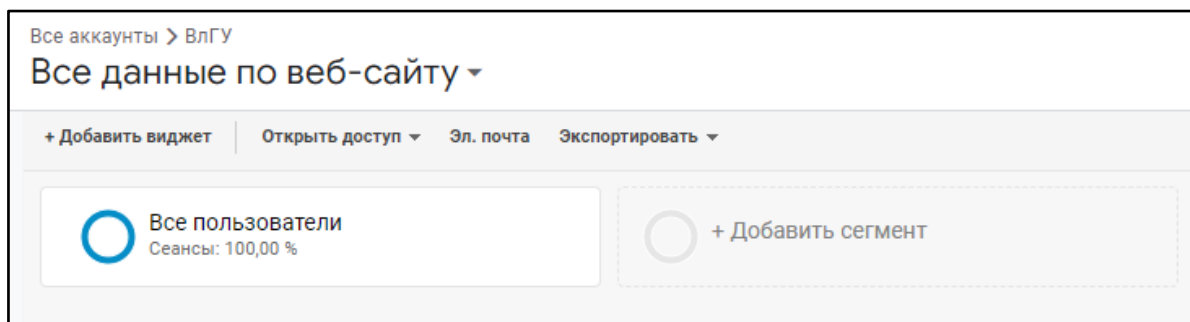 Все аккаунты > ВлГУ
Все данные по веб-сайту
+ Добавить виджет Открыть доступ Эл. почта Экспортировать
Все пользователи
Сеансы: 100,00 %
+ Добавить сегмент